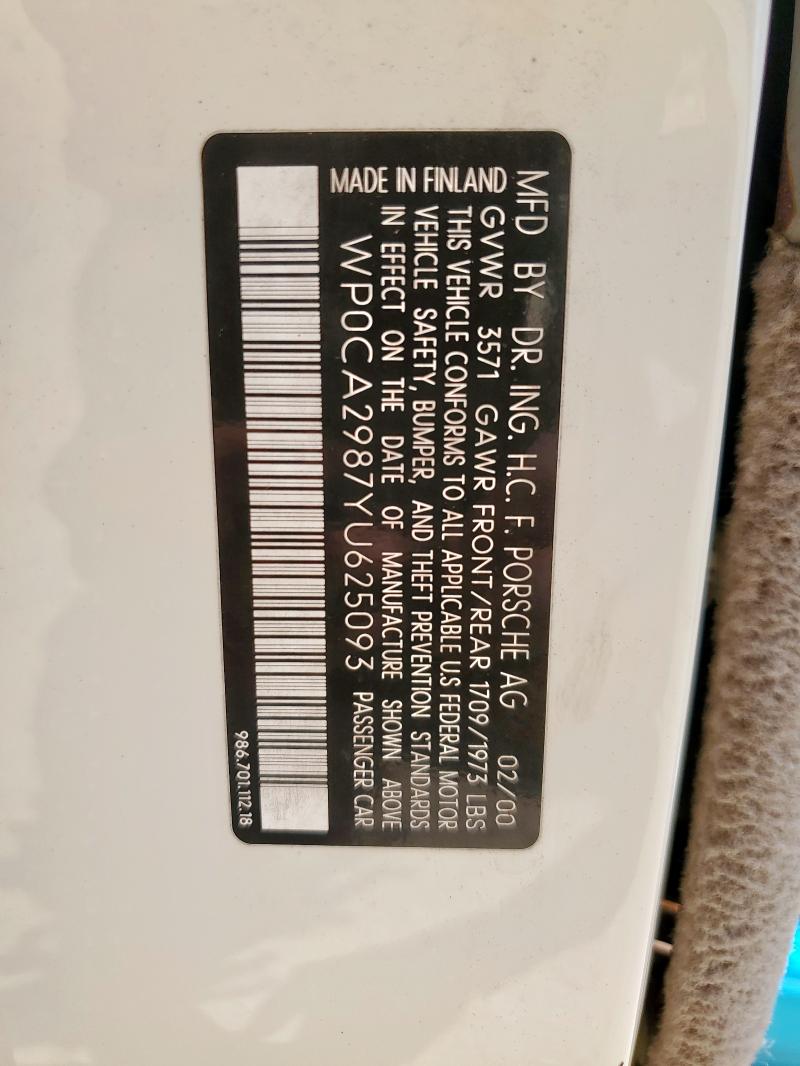 MFD BY DR. ING. H.C. F. PORSCHE AG 02/00
GVWR 3571 GAWR FRONT/REAR 1709/1973 LBS
THIS VEHICLE CONFORMS TO ALL APPLICABLE U.S FEDERAL MOTOR
VEHICLE SAFETY, BUMPER, AND THEFT PREVENTION STANDARDS
IN EFFECT ON THE DATE OF MANUFACTURE SHOWN ABOVE
MADE IN FINLAND WP0CA2987YU625093 PASSENGER CAR
986.701.112.18